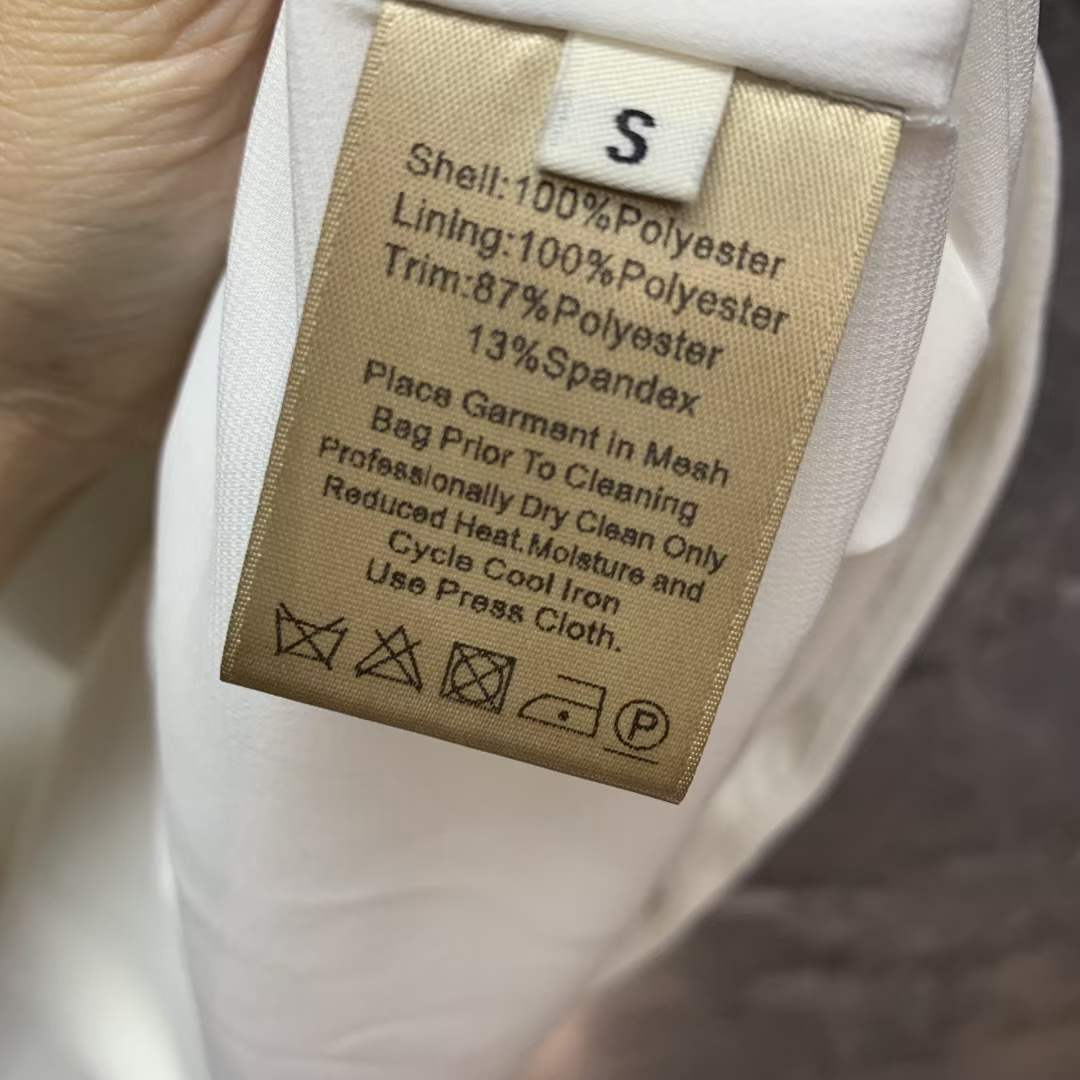 S
Shell:100%Polyester
Lining:100%Polyester
Trim:87%Polyester
13%Spandex
Place Garment in Mesh
Bag Prior To Cleaning
Professionally Dry Clean Only
Reduced Heat.Moisture and
Cycle Cool Iron
Use Press Cloth.
P